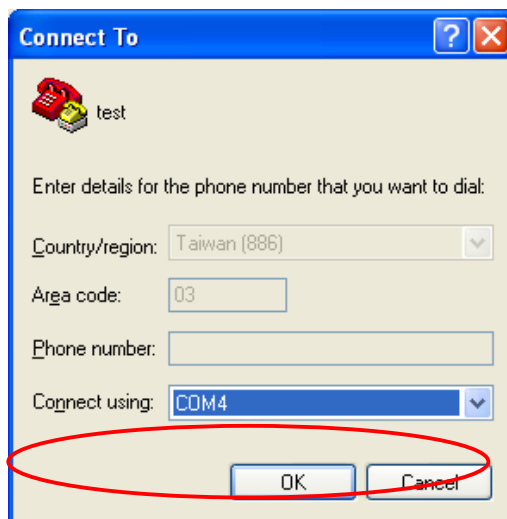 Connect To
test
Enter details for the phone number that you want to dial:
Country/region: Taiwan (886)
Area code: 03
Phone number:
Connect using: COM4
OK Cancel